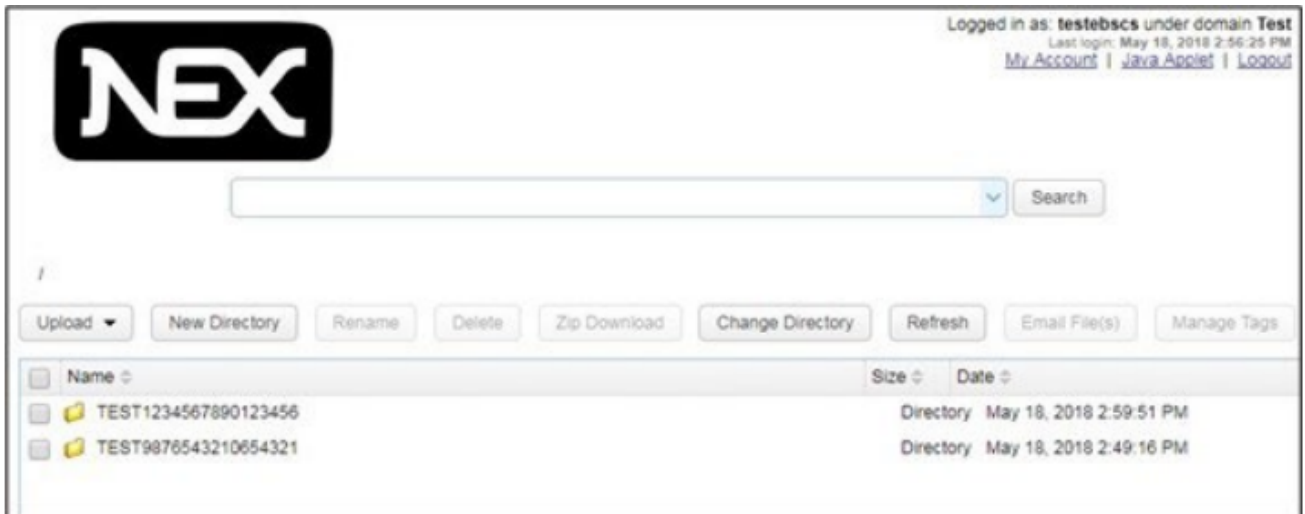 Logged in as: testebscs under domain Test
Last login: May 18, 2018 2:56:25 PM
My Account | Java Applet | Logout
NEX
Search
/
Upload New Directory Rename Delete Zip Download Change Directory Refresh Email File(s) Manage Tags
Name Size Date
TEST1234567890123456 Directory May 18, 2018 2:59:51 PM
TEST9876543210654321 Directory May 18, 2018 2:49:16 PM